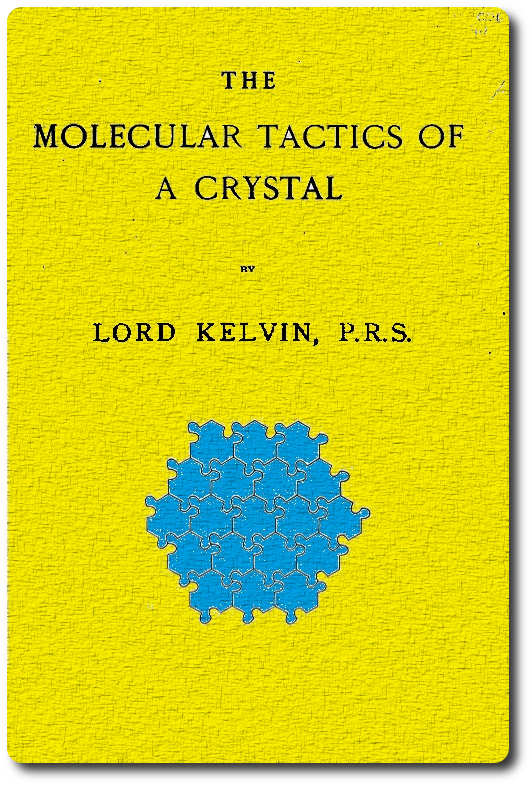 THE
MOLECULAR TACTICS OF
A CRYSTAL
BY
LORD KELVIN, P.R.S.